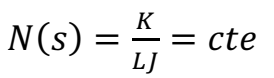 N(s) = K/LJ = cte